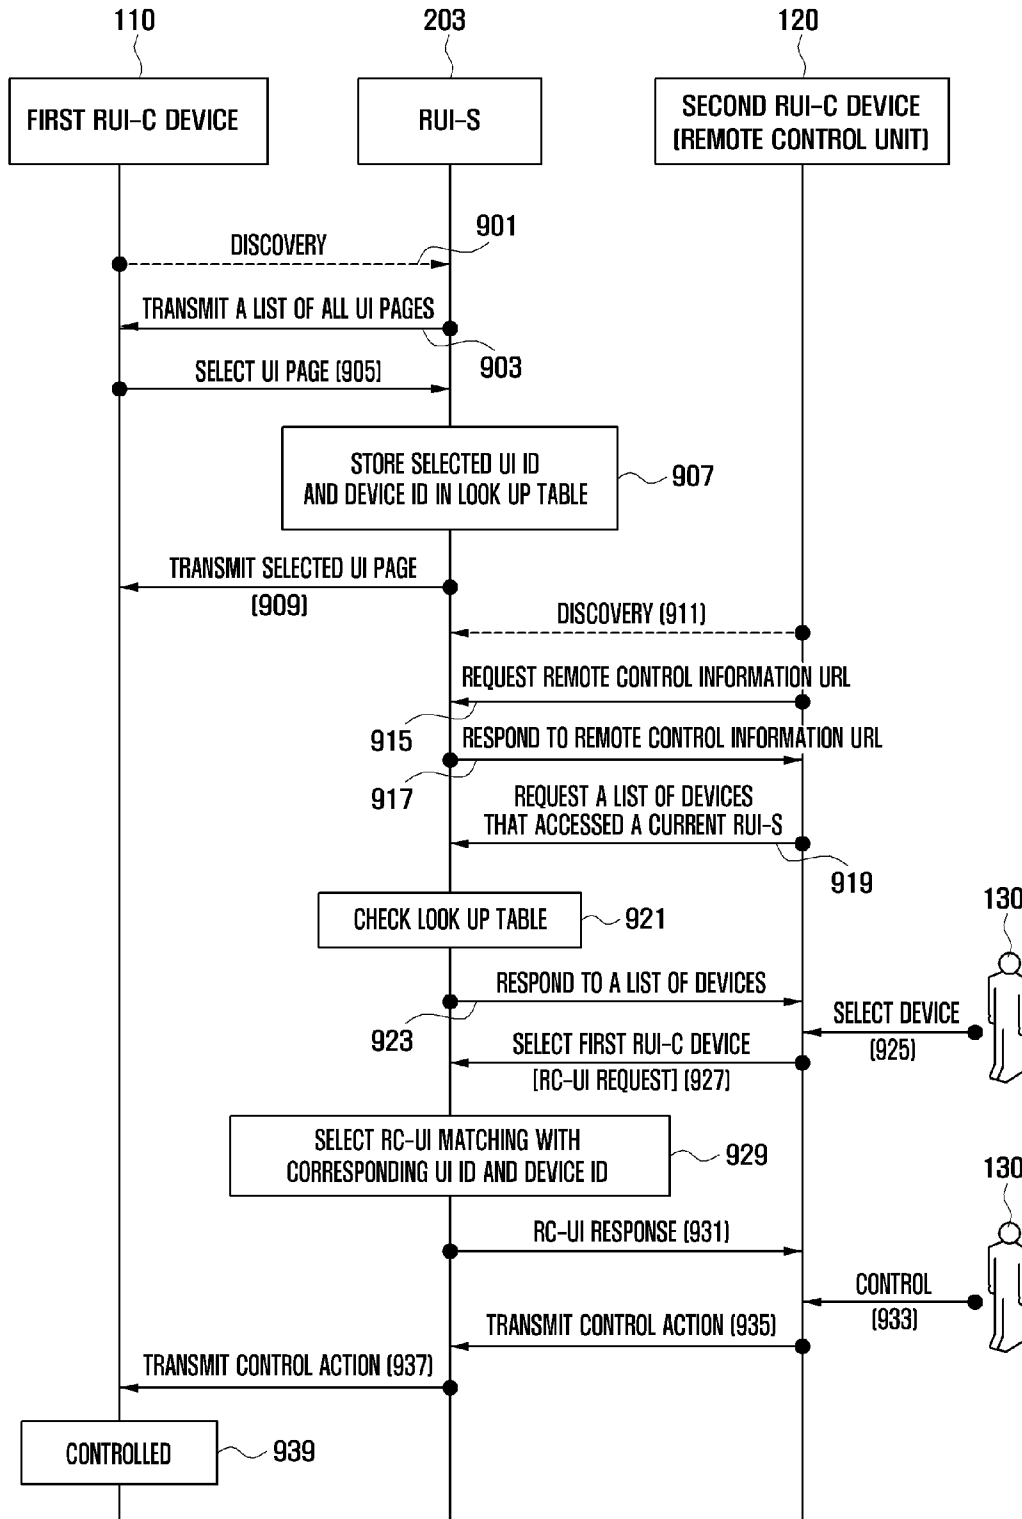 110
203
120
FIRST RUI-C DEVICE
RUI-S
SECOND RUI-C DEVICE
(REMOTE CONTROL UNIT)
DISCOVERY
901
TRANSMIT A LIST OF ALL UI PAGES
903
SELECT UI PAGE (905)
STORE SELECTED UI ID
AND DEVICE ID IN LOOK UP TABLE
907
TRANSMIT SELECTED UI PAGE
(909)
DISCOVERY (911)
REQUEST REMOTE CONTROL INFORMATION URL
915
RESPOND TO REMOTE CONTROL INFORMATION URL
917
REQUEST A LIST OF DEVICES
THAT ACCESSED A CURRENT RUI-S
919
CHECK LOOK UP TABLE
921
130
RESPOND TO A LIST OF DEVICES
923
SELECT DEVICE
(925)
SELECT FIRST RUI-C DEVICE
[RC-UI REQUEST] (927)
SELECT RC-UI MATCHING WITH
CORRESPONDING UI ID AND DEVICE ID
929
130
RC-UI RESPONSE (931)
CONTROL
(933)
TRANSMIT CONTROL ACTION (935)
TRANSMIT CONTROL ACTION (937)
CONTROLLED
939